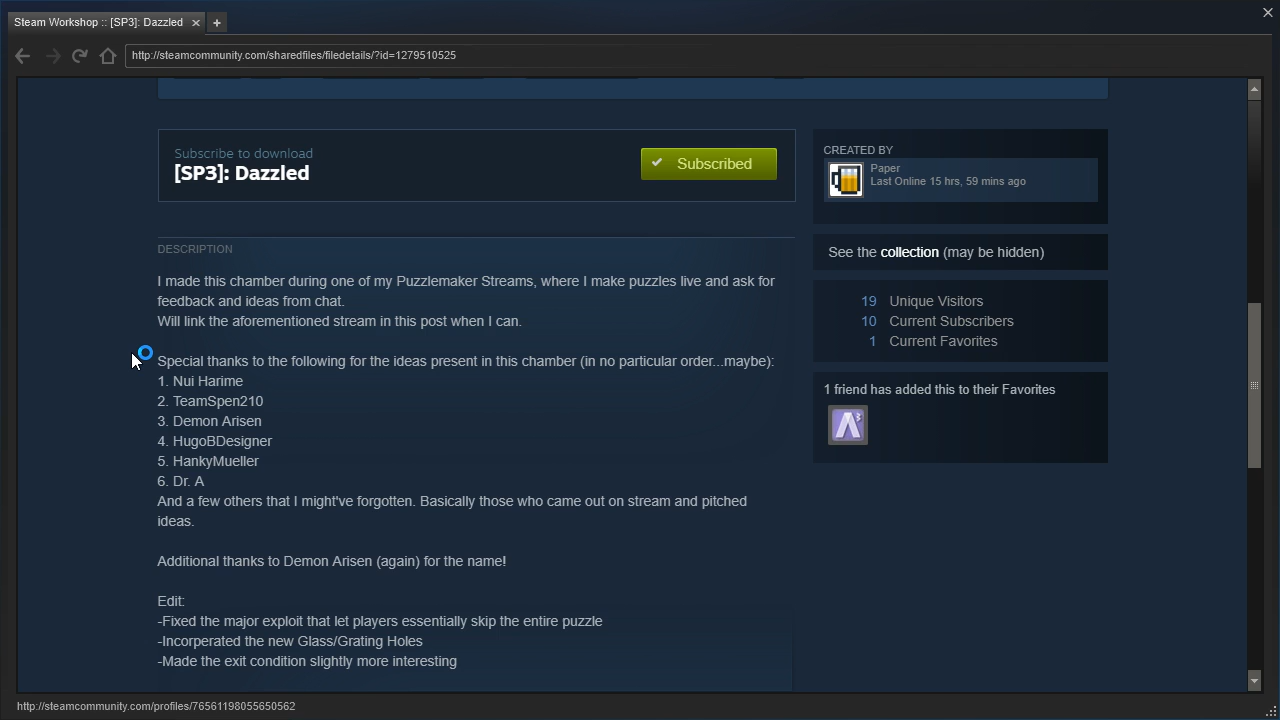 Steam Workshop :: [SP3]: Dazzled
http://steamcommunity.com/sharedfiles/filedetails/?id=1279510525
Subscribe to download
[SP3]: Dazzled
Subscribed
DESCRIPTION
I made this chamber during one of my Puzzlemaker Streams, where I make puzzles live and ask for
feedback and ideas from chat.
Will link the aforementioned stream in this post when I can.
Special thanks to the following for the ideas present in this chamber (in no particular order...maybe):
1. Nui Harime
2. TeamSpen210
3. Demon Arisen
4. HugoBDesigner
5. HankyMueller
6. Dr. A
And a few others that I might've forgotten. Basically those who came out on stream and pitched
ideas.
Additional thanks to Demon Arisen (again) for the name!
Edit:
-Fixed the major exploit that let players essentially skip the entire puzzle
-Incorperated the new Glass/Grating Holes
-Made the exit condition slightly more interesting
CREATED BY
Paper
Last Online 15 hrs, 59 mins ago
See the collection (may be hidden)
19 Unique Visitors
10 Current Subscribers
1 Current Favorites
1 friend has added this to their Favorites
http://steamcommunity.com/profiles/76561198055650562